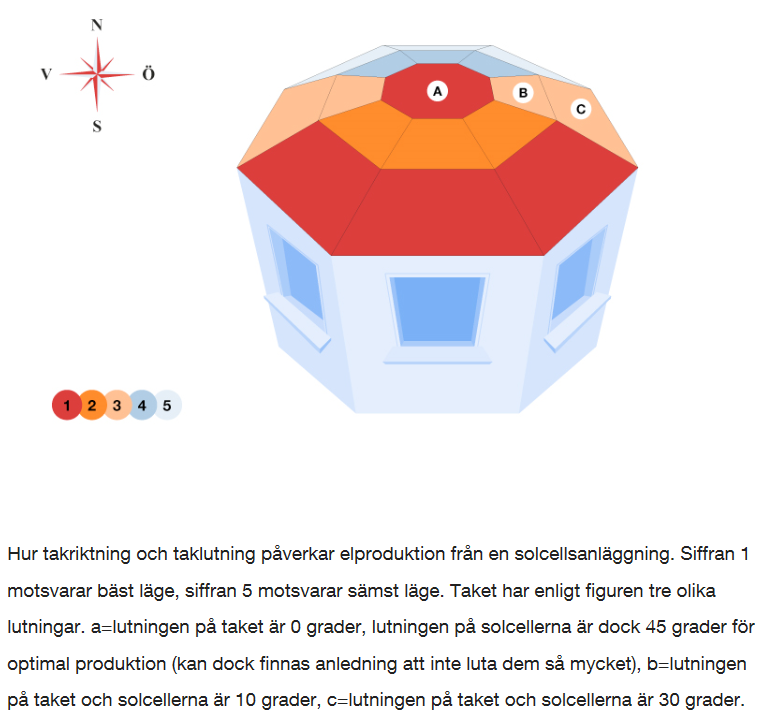 N
V
Ö
S
A
B
C
1 2 3 4 5
Hur takriktning och taklutning påverkar elproduktion från en solcellsanläggning. Siffran 1
motsvarar bäst läge, siffran 5 motsvarar sämst läge. Taket har enligt figuren tre olika
lutningar. a=lutningen på taket är 0 grader, lutningen på solcellerna är dock 45 grader för
optimal produktion (kan dock finnas anledning att inte luta dem så mycket), b=lutningen
på taket och solcellerna är 10 grader, c=lutningen på taket och solcellerna är 30 grader.